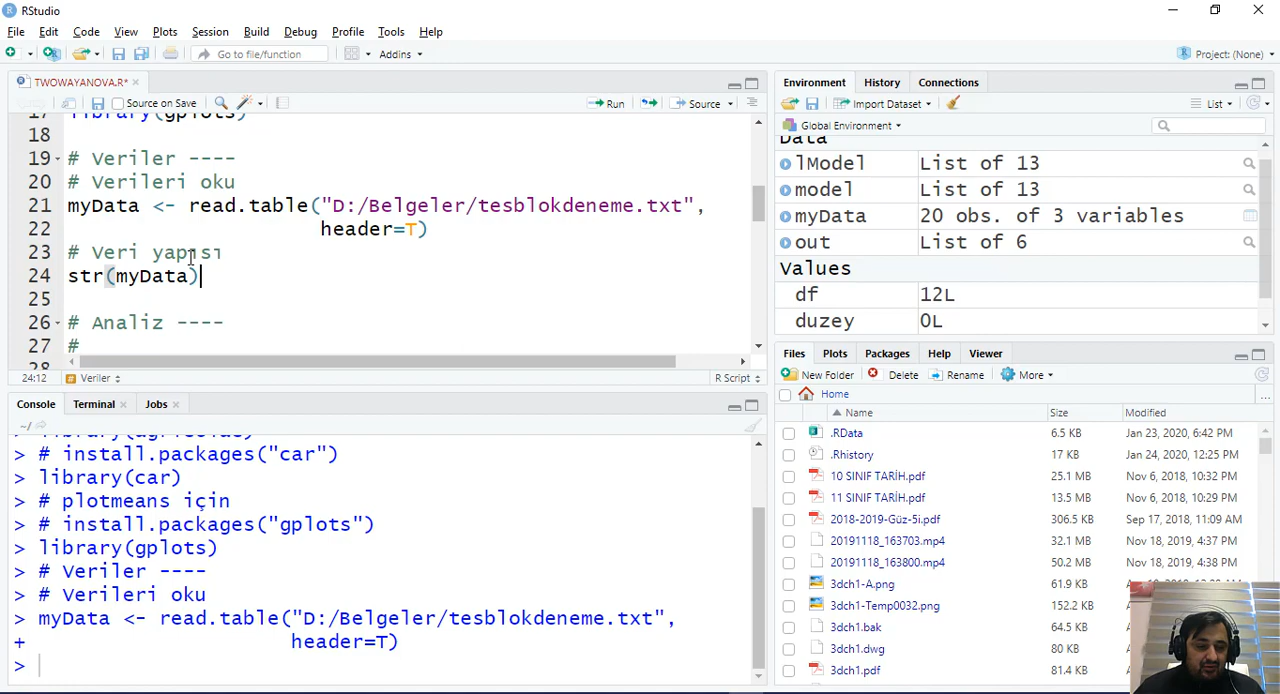 RStudio
File Edit Code View Plots Session Build Debug Profile Tools Help
Go to file/function Addins Project: (None)
TWOWAYANOVA.R*
Source on Save Run Source
17 library(gplots)
18
19 # Veriler ----
20 # Verileri oku
21 myData <- read.table("D:/Belgeler/tesblokdeneme.txt",
22 header=T)
23 # Veri yapısı
24 str(myData)
25
26 # Analiz ----
27 #
28
24:12 # Veriler R Script
Console Terminal Jobs
~/
> library(agricolae)
> # install.packages("car")
> library(car)
> # plotmeans için
> # install.packages("gplots")
> library(gplots)
> # Veriler ----
> # Verileri oku
> myData <- read.table("D:/Belgeler/tesblokdeneme.txt",
+ header=T)
>
Environment History Connections
Import Dataset List
Global Environment
Data
lModel List of 13
model List of 13
myData 20 obs. of 3 variables
out List of 6
Values
df 12L
duzey 0L
Files Plots Packages Help Viewer
New Folder Delete Rename More
Home
Name Size Modified
.RData 6.5 KB Jan 23, 2020, 6:42 PM
.Rhistory 17 KB Jan 24, 2020, 12:25 PM
10 SINIF TARİH.pdf 25.1 MB Nov 6, 2018, 10:32 PM
11 SINIF TARİH.pdf 13.5 MB Nov 6, 2018, 10:29 PM
2018-2019-Güz-5i.pdf 306.5 KB Sep 17, 2018, 11:09 AM
20191118_163703.mp4 32.1 MB Nov 18, 2019, 4:37 PM
20191118_163800.mp4 50.2 MB Nov 18, 2019, 4:38 PM
3dch1-A.png 61.9 KB
3dch1-Temp0032.png 152.2 KB
3dch1.bak 64.5 KB
3dch1.dwg 80 KB
3dch1.pdf 81.4 KB